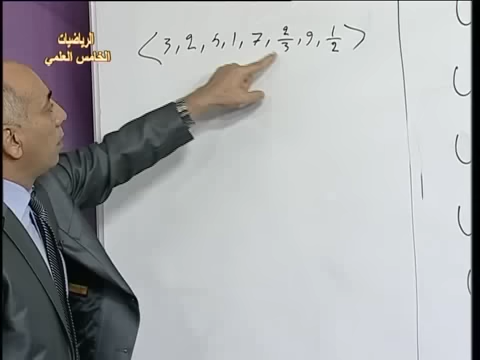 الرياضيات
الخامس العلمي
⟨3, 2, 5, 1, 7, 2/3, 9, 1/2⟩